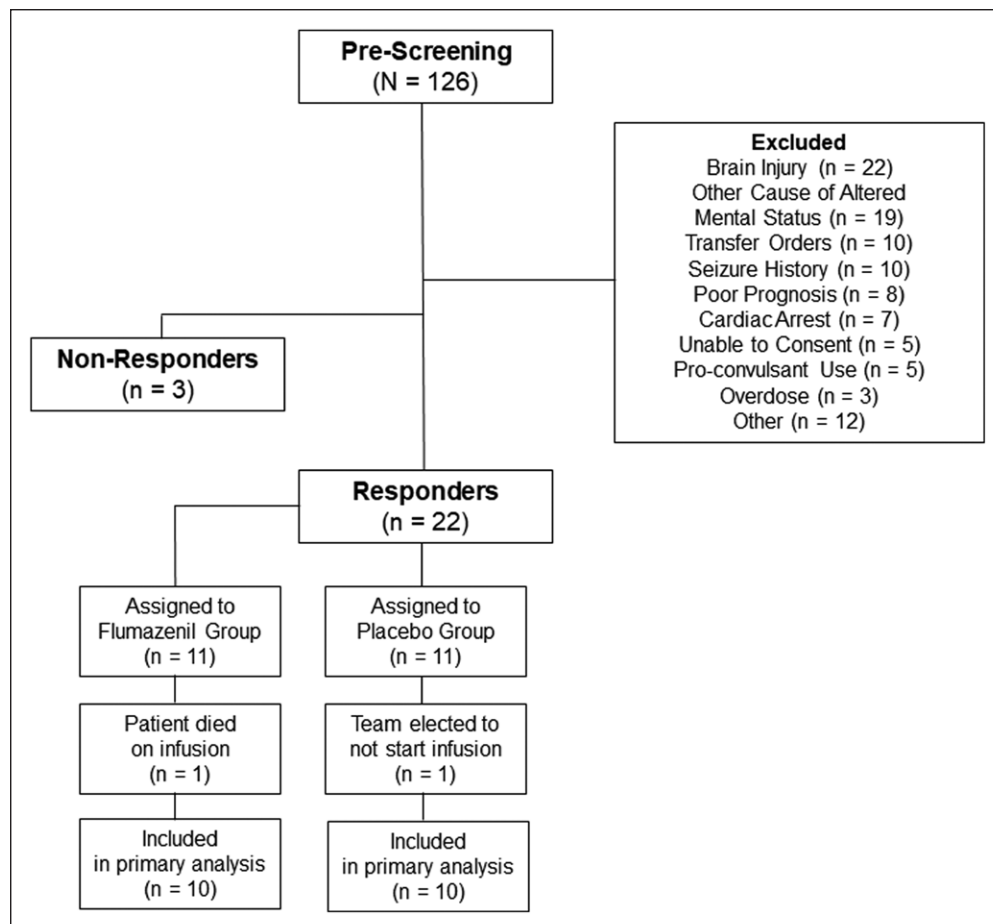 Pre-Screening
(N = 126)
Excluded
Brain Injury (n = 22)
Other Cause of Altered
Mental Status (n = 19)
Transfer Orders (n = 10)
Seizure History (n = 10)
Poor Prognosis (n = 8)
Cardiac Arrest (n = 7)
Unable to Consent (n = 5)
Pro-convulsant Use (n = 5)
Overdose (n = 3)
Other (n = 12)
Non-Responders
(n = 3)
Responders
(n = 22)
Assigned to
Flumazenil Group
(n = 11)
Assigned to
Placebo Group
(n = 11)
Patient died
on infusion
(n = 1)
Team elected to
not start infusion
(n = 1)
Included
in primary analysis
(n = 10)
Included
in primary analysis
(n = 10)